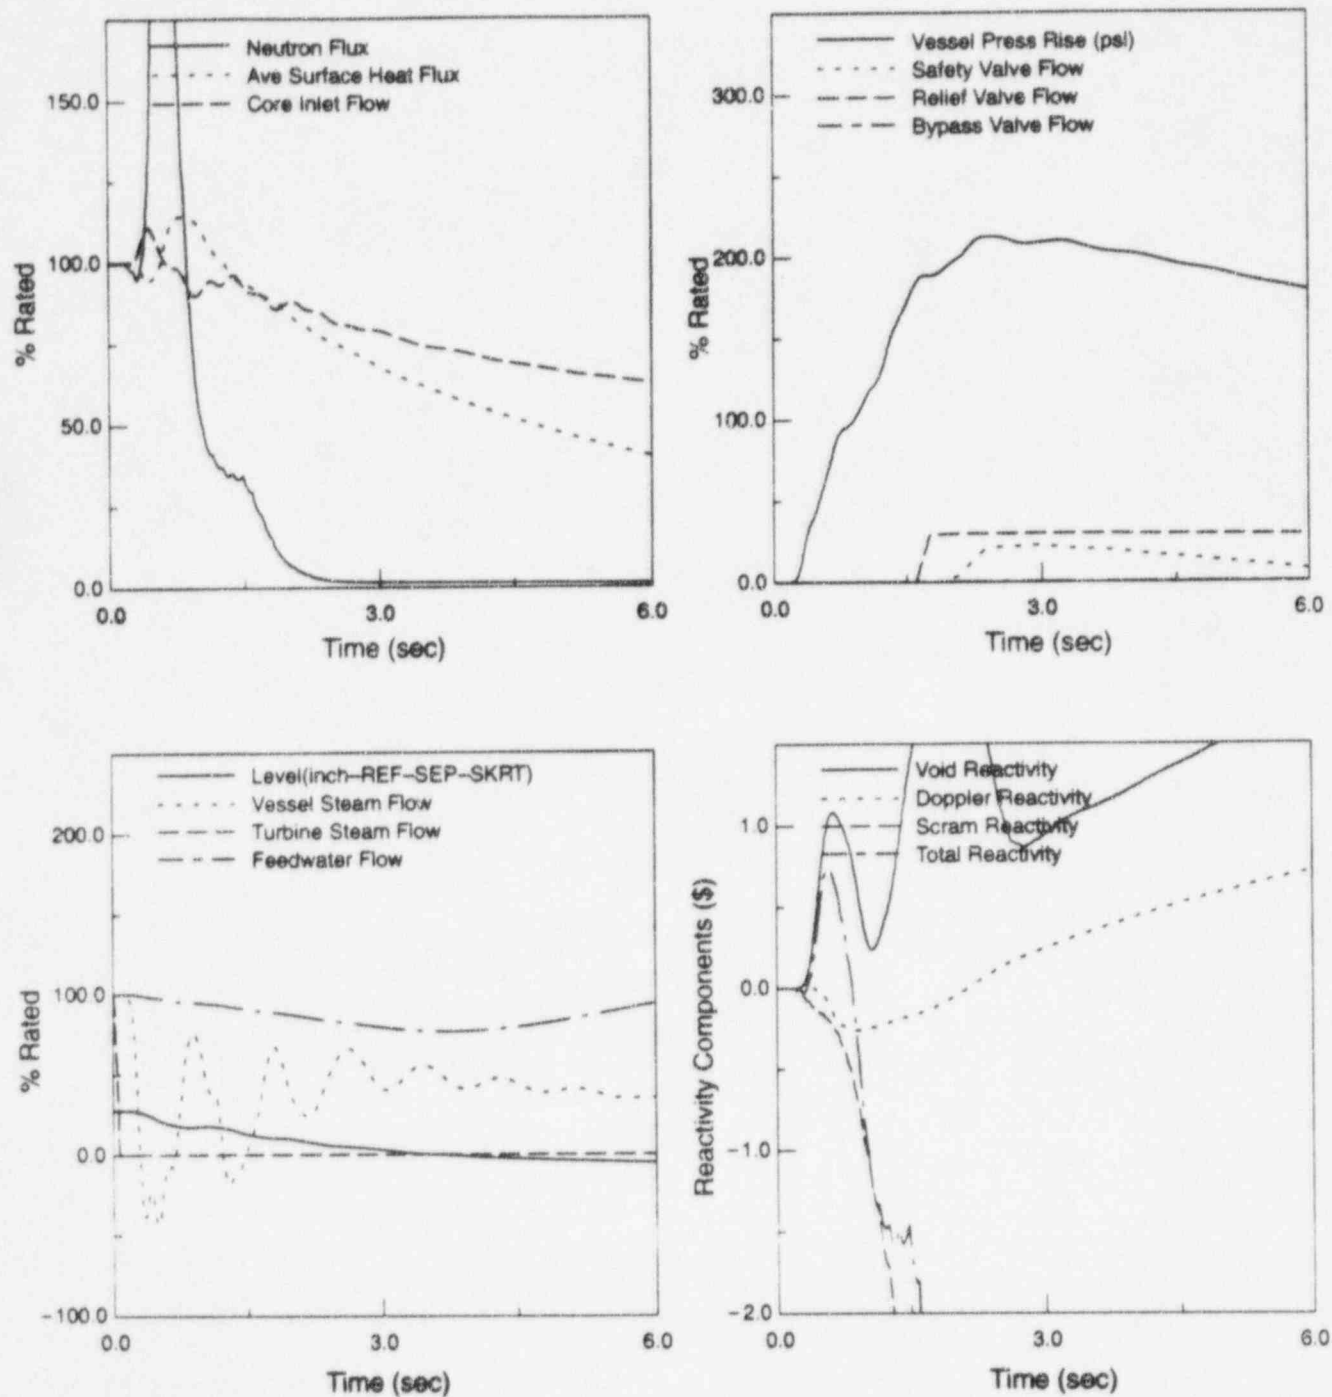 Neutron Flux
Ave Surface Heat Flux
Core Inlet Flow
150.0
100.0
50.0
0.0
% Rated
0.0
3.0
6.0
Time (sec)
Vessel Press Rise (psi)
Safety Valve Flow
Relief Valve Flow
Bypass Valve Flow
300.0
200.0
100.0
0.0
% Rated
0.0
3.0
6.0
Time (sec)
Level(inch-REF-SEP-SKRT)
Vessel Steam Flow
Turbine Steam Flow
Feedwater Flow
200.0
100.0
0.0
-100.0
% Rated
0.0
3.0
6.0
Time (sec)
Void Reactivity
Doppler Reactivity
Scram Reactivity
Total Reactivity
1.0
0.0
-1.0
-2.0
Reactivity Components ($)
0.0
3.0
6.0
Time (sec)